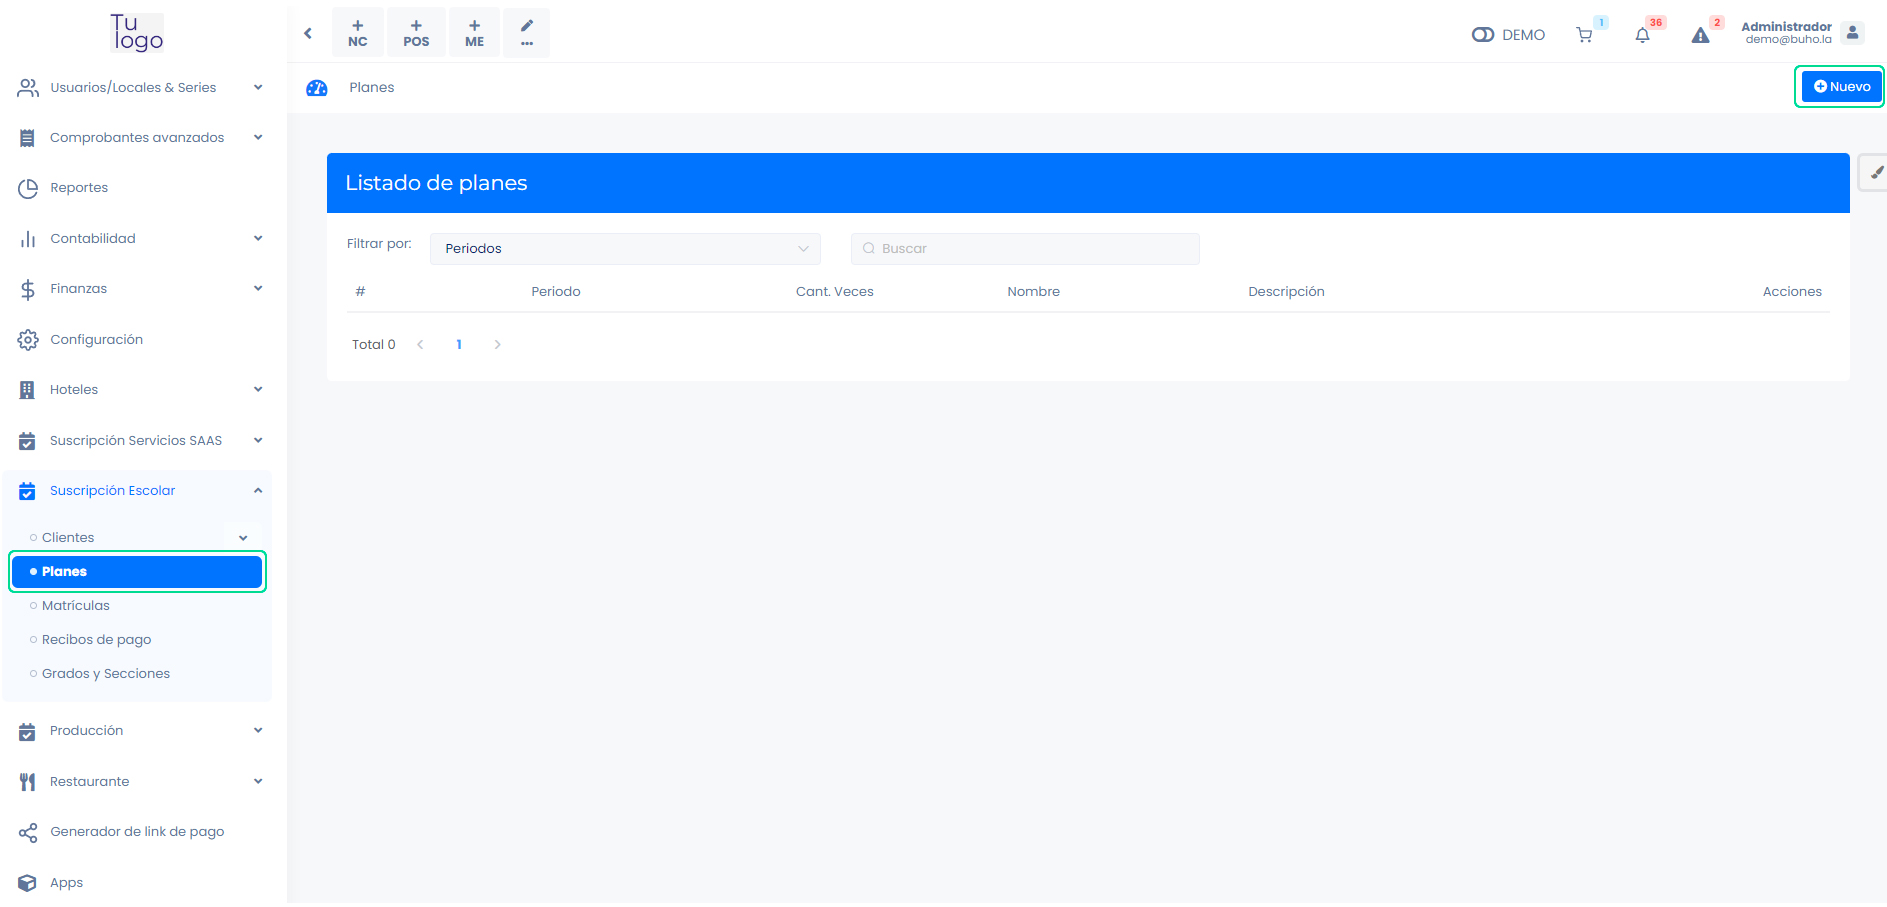 Tu
logo
Usuarios/Locales & Series
Comprobantes avanzados
Reportes
Contabilidad
Finanzas
Configuración
Hoteles
Suscripción Servicios SAAS
Suscripción Escolar
Clientes
Planes
Matrículas
Recibos de pago
Grados y Secciones
Producción
Restaurante
Generador de link de pago
Apps
+ NC
+ POS
+ ME
...
DEMO
1
36
2
Administrador
demo@buho.la
Planes
Nuevo
Listado de planes
Filtrar por: Periodos Buscar
# Periodo Cant. Veces Nombre Descripción Acciones
Total 0 < 1 >